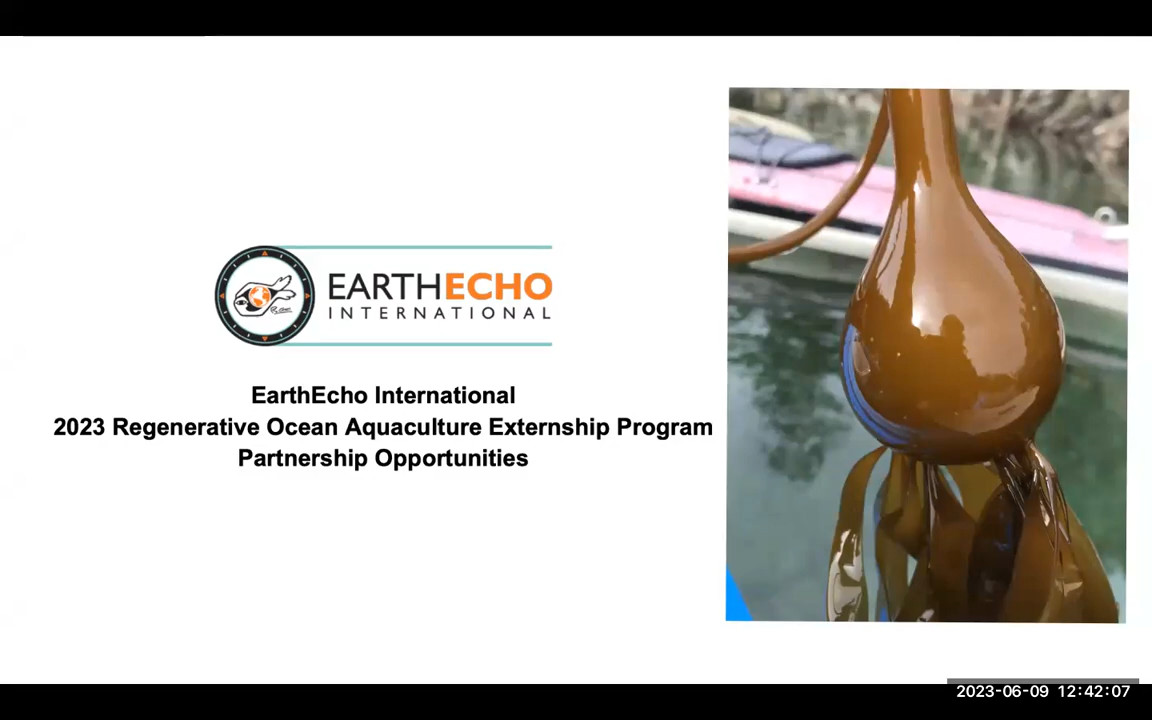 EARTHECHO
INTERNATIONAL
EarthEcho International
2023 Regenerative Ocean Aquaculture Externship Program
Partnership Opportunities
2023-06-09 12:42:07